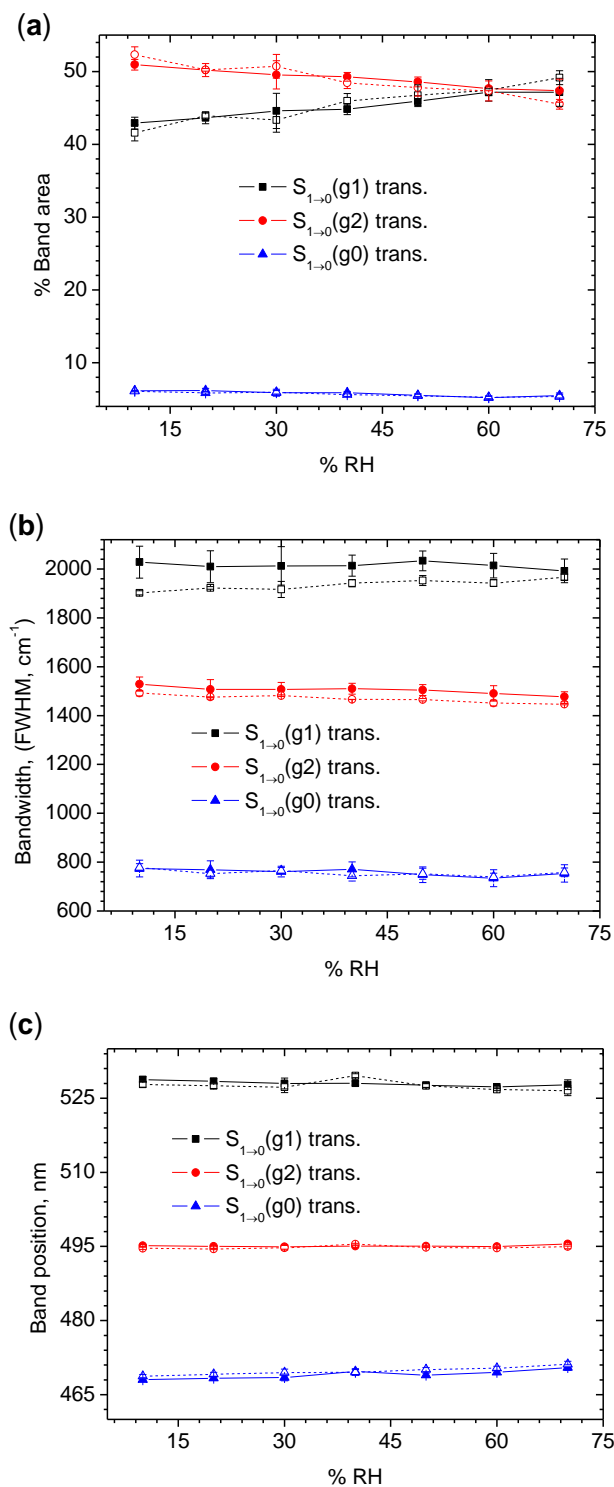 (a)
50
40
30
20
10
% Band area
S1→0(g1) trans.
S1→0(g2) trans.
S1→0(g0) trans.
15 30 45 60 75
% RH
(b)
2000
1800
1600
1400
1200
1000
800
600
Bandwidth, (FWHM, cm-1)
S1→0(g1) trans.
S1→0(g2) trans.
S1→0(g0) trans.
15 30 45 60 75
% RH
(c)
525
510
495
480
465
Band position, nm
S1→0(g1) trans.
S1→0(g2) trans.
S1→0(g0) trans.
15 30 45 60 75
% RH